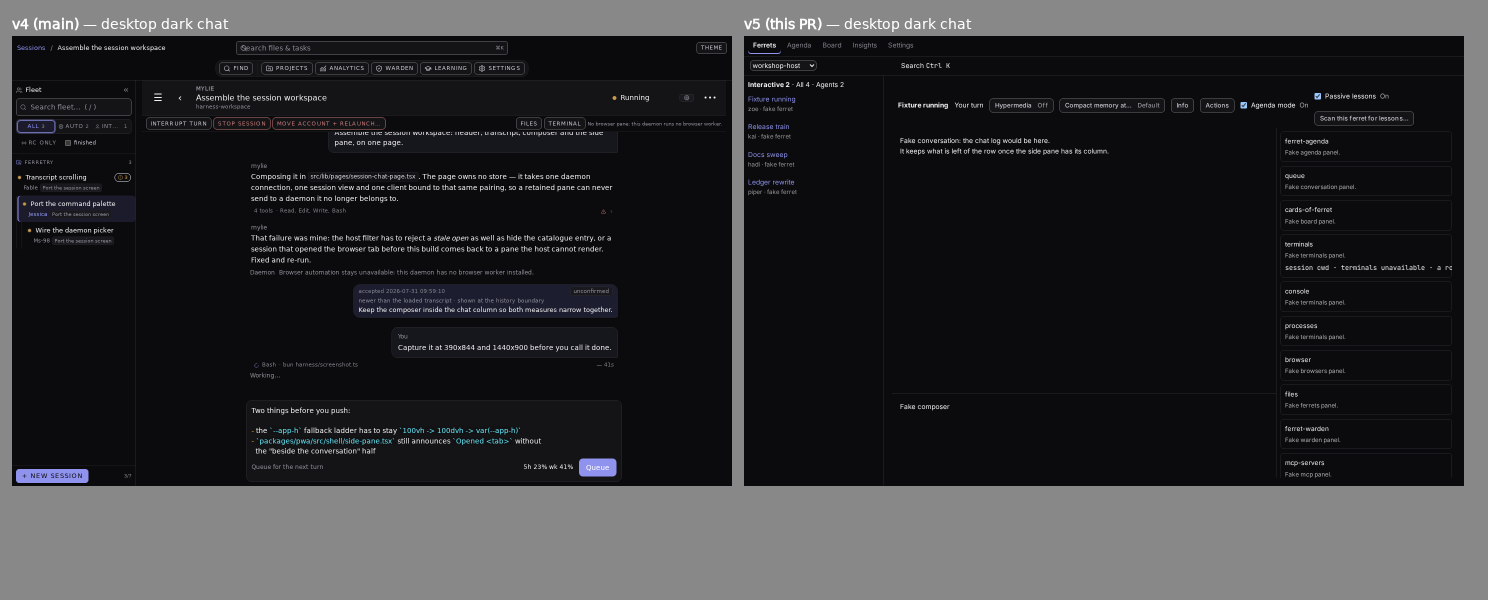 v4 (main) — desktop dark chat
Sessions / Assemble the session workspace
Search files & tasks
⌘K
THEME
FIND
PROJECTS
ANALYTICS
WARDEN
LEARNING
SETTINGS
Fleet
«
Search fleet... (/)
ALL 3
AUTO 2
INT... 1
RC ONLY
finished
FERRETRY 3
Transcript scrolling
Fable Port the session screen
Port the command palette
Jessica Port the session screen
Wire the daemon picker
Ms-90 Port the session screen
+ NEW SESSION
MYLIE
Assemble the session workspace
harness-workspace
Running
INTERRUPT TURN
STOP SESSION
MOVE ACCOUNT + RELAUNCH...
FILES
TERMINAL
No browser pane: this daemon runs no browser worker.
Assemble the session workspace: header, transcript, composer and the side
pane, on one page.
mylie
Composing it in src/lib/pages/session-chat-page.tsx . The page owns no store — it takes one daemon
connection, one session view and one client bound to that same pairing, so a retained pane can never
send to a daemon it no longer belongs to.
4 tools · Read, Edit, Write, Bash
mylie
That failure was mine: the host filter has to reject a stale open as well as hide the catalogue entry, or a
session that opened the browser tab before this build comes back to a pane the host cannot render.
Fixed and re-run.
Daemon Browser automation stays unavailable: this daemon has no browser worker installed.
accepted 2026-07-31 09:59:10
unconfirmed
newer than the loaded transcript · shown at the history boundary
Keep the composer inside the chat column so both measures narrow together.
You
Capture it at 390x844 and 1440x900 before you call it done.
Bash · bun harness/screenshot.ts
— 41s
Working...
Two things before you push:
- the `--app-h` fallback ladder has to stay `100vh -> 100dvh -> var(--app-h)`
- `packages/pwa/src/shell/side-pane.tsx` still announces `Opened <tab>` without
the "beside the conversation" half
Queue for the next turn
5h 23% wk 41%
Queue
v5 (this PR) — desktop dark chat
Ferrets
Agenda
Board
Insights
Settings
workshop-host
Search Ctrl K
Interactive 2 · All 4 · Agents 2
Fixture running
zoe · fake ferret
Release train
kai · fake ferret
Docs sweep
hadi · fake ferret
Ledger rewrite
piper · fake ferret
Fixture running
Your turn
Hypermedia Off
Compact memory at... Default
Info
Actions
Agenda mode On
Passive lessons On
Scan this ferret for lessons...
Fake conversation: the chat log would be here.
It keeps what is left of the row once the side pane has its column.
Fake composer
ferret-agenda
Fake agenda panel.
queue
Fake conversation panel.
cards-of-ferret
Fake board panel.
terminals
Fake terminals panel.
session cwd · terminals unavailable · a
console
Fake terminals panel.
processes
Fake terminals panel.
browser
Fake browsers panel.
files
Fake ferrets panel.
ferret-warden
Fake warden panel.
mcp-servers
Fake mcp panel.